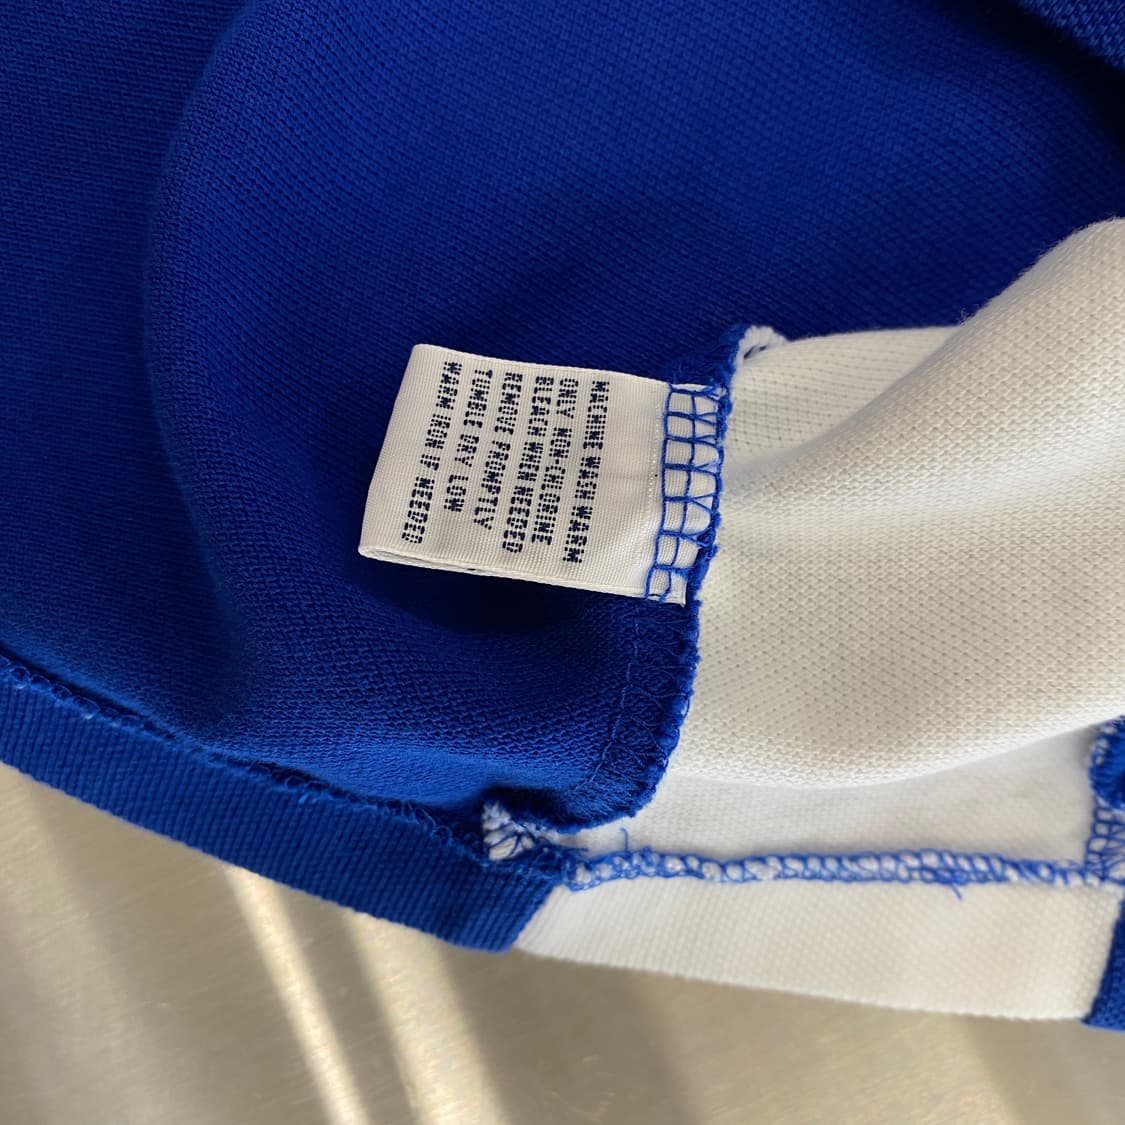 MACHINE WASH WARM
ONLY NON-CHLORINE
BLEACH WHEN NEEDED
REMOVE PROMPTLY
TUMBLE DRY LOW
WARM IRON IF NEEDED